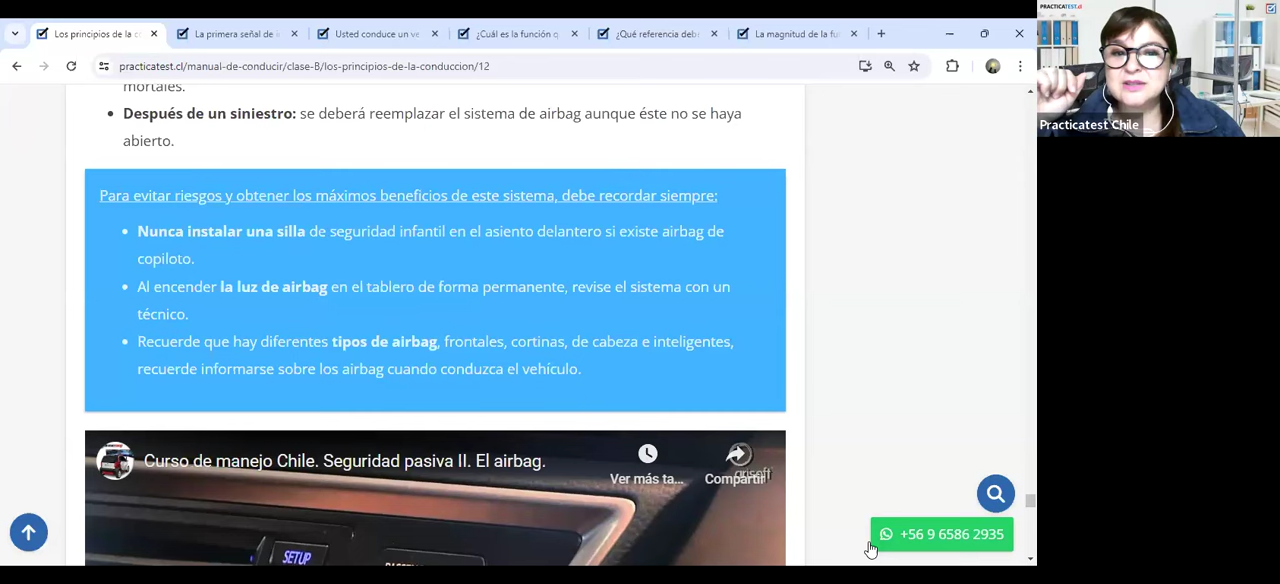 Los principios de la c
La primera señal de i
Usted conduce un ve
¿Cuál es la función q
¿Qué referencia deb
La magnitud de la fu
practicatest.cl/manual-de-conducir/clase-B/los-principios-de-la-conduccion/12
PRACTICATEST.cl
Practicatest Chile
mortales.
• Después de un siniestro: se deberá reemplazar el sistema de airbag aunque éste no se haya
abierto.
Para evitar riesgos y obtener los máximos beneficios de este sistema, debe recordar siempre:
• Nunca instalar una silla de seguridad infantil en el asiento delantero si existe airbag de
copiloto.
• Al encender la luz de airbag en el tablero de forma permanente, revise el sistema con un
técnico.
• Recuerde que hay diferentes tipos de airbag, frontales, cortinas, de cabeza e inteligentes,
recuerde informarse sobre los airbag cuando conduzca el vehículo.
Curso de manejo Chile. Seguridad pasiva II. El airbag.
Ver más ta...
Compartir
SETUP
+56 9 6586 2935